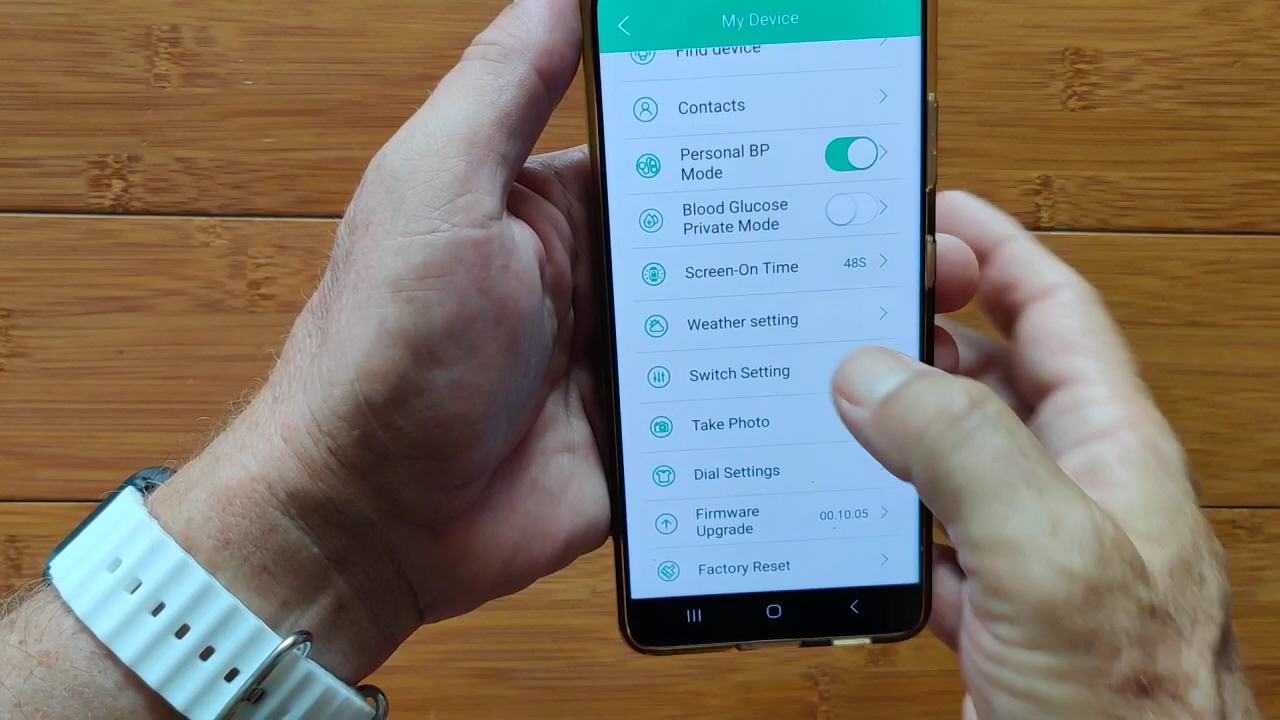 My Device
Find device
Contacts
Personal BP
Mode
Blood Glucose
Private Mode
Screen-On Time 48S
Weather setting
Switch Setting
Take Photo
Dial Settings
Firmware
Upgrade 00.10.05
Factory Reset